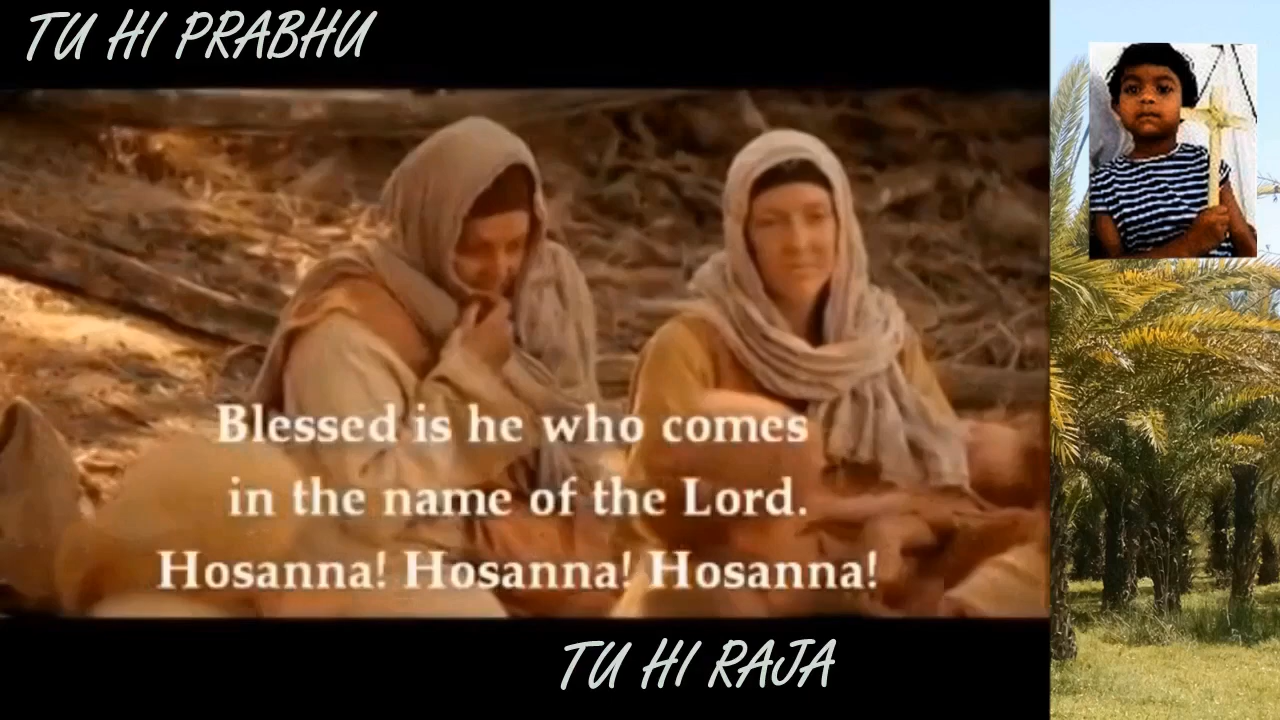 TU HI PRABHU
Blessed is he who comes
in the name of the Lord.
Hosanna! Hosanna! Hosanna!
TU HI RAJA